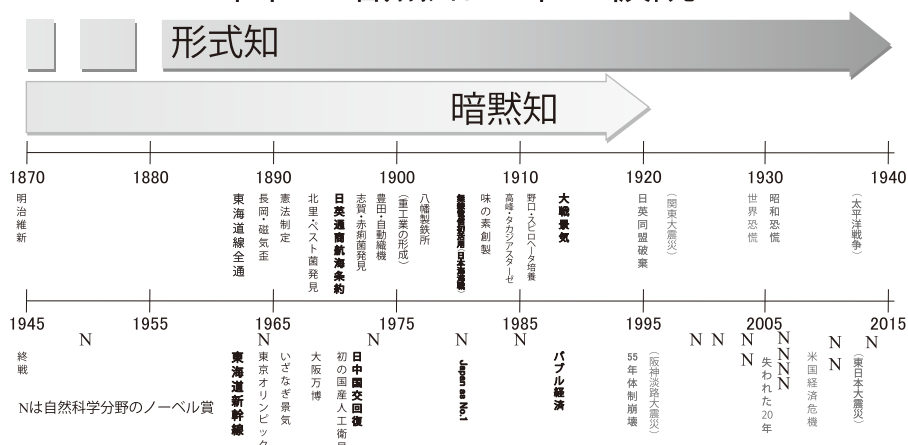 形式知
暗黙知
1870 1880 1890 1900 1910 1920 1930 1940
明治維新
東海道線全通
長岡・磁気歪
憲法制定
北里・ペスト菌発見
日英通商航海条約
志賀・赤痢菌発見
豊田・自動織機
(重工業の形成)
八幡製鉄所
味の素創製
高峰・タカジアスターゼ
野口・スピロヘータ培養
大戦景気
日英同盟破棄
(関東大震災)
世界恐慌
昭和恐慌
(太平洋戦争)
1945 1955 1965 1975 1985 1995 2005 2015
N N N N N N N N N N N N N N N N
終戦
東海道新幹線
東京オリンピック
いざなぎ景気
大阪万博
初の国産人工衛星
日中国交回復
Japan as No.1
バブル経済
55年体制崩壊
(阪神淡路大震災)
失われた20年
米国経済危機
(東日本大震災)
Nは自然科学分野のノーベル賞